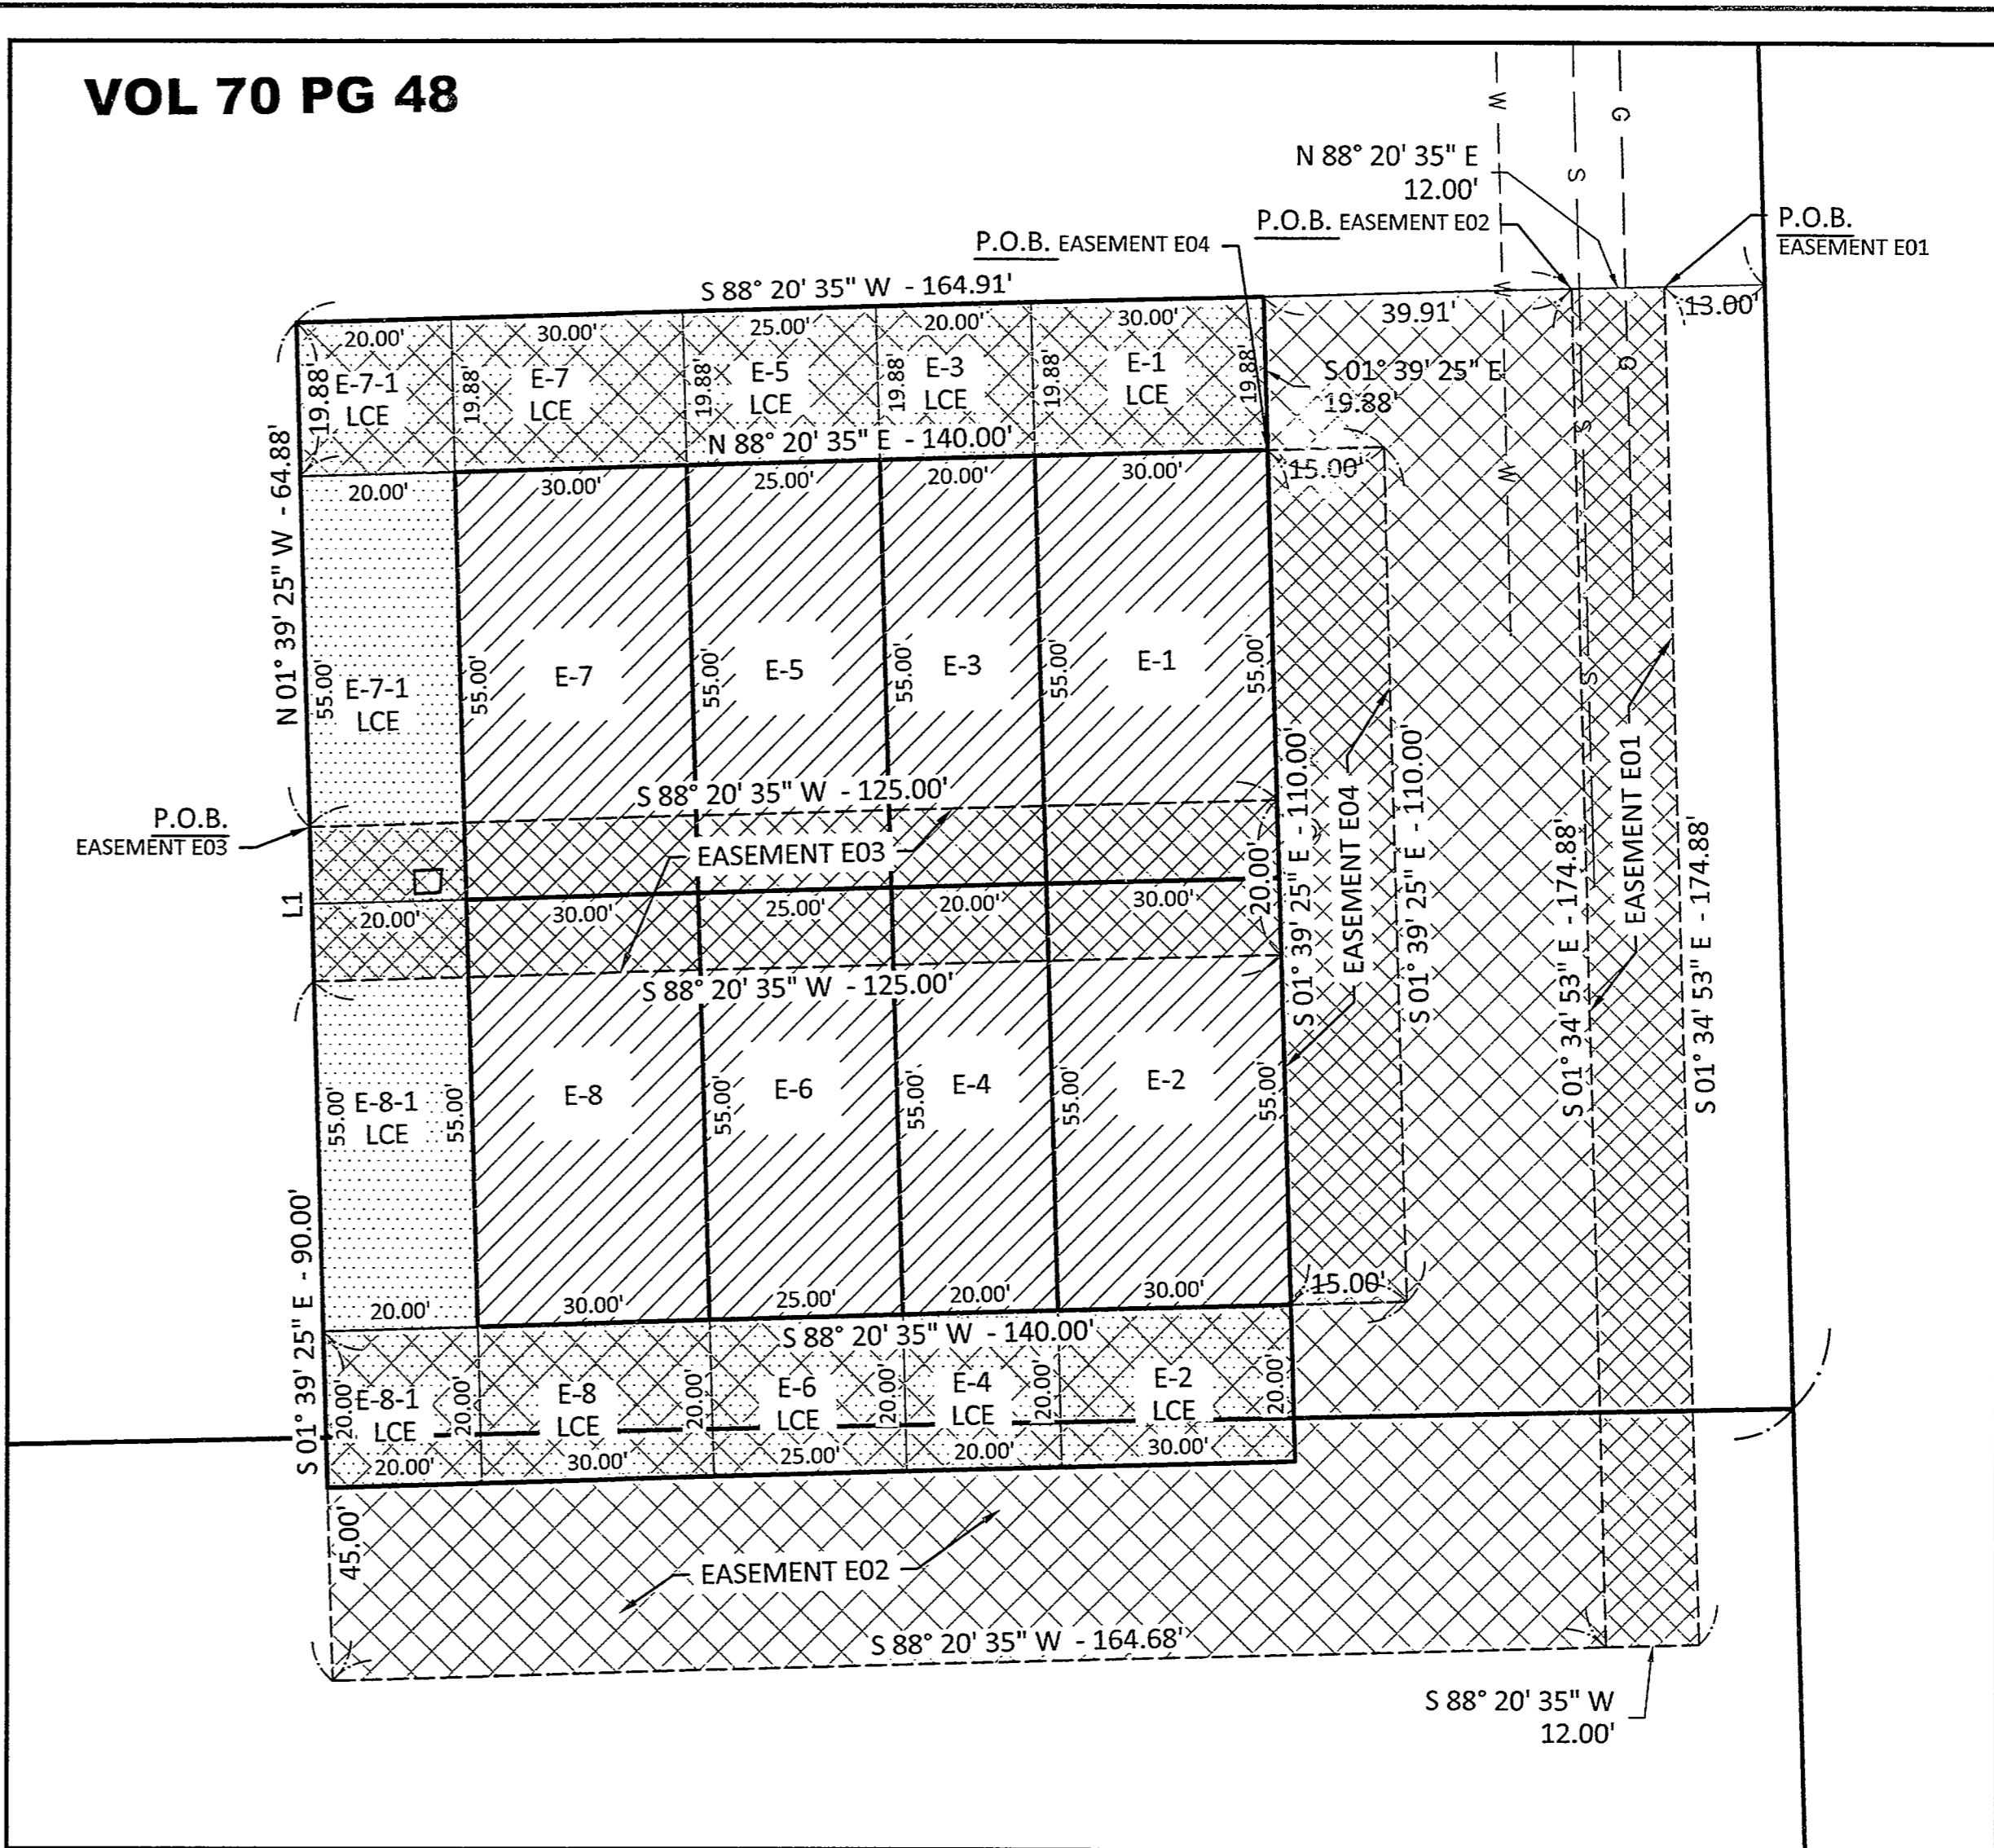 VOL 70 PG 48
W
S
G
N 88° 20' 35" E
12.00'
P.O.B. EASEMENT E02
P.O.B.
EASEMENT E01
P.O.B. EASEMENT E04
S 88° 20' 35" W - 164.91'
39.91'
13.00'
20.00' 30.00' 25.00' 20.00' 30.00'
W
G
S 01° 39' 25" E
19.88'
19.88' 19.88' 19.88' 19.88' 19.88' 19.88'
E-7-1
LCE
E-7
LCE
E-5
LCE
E-3
LCE
E-1
LCE
S
N 88° 20' 35" E - 140.00'
15.00'
W
20.00' 30.00' 25.00' 20.00' 30.00'
N 01° 39' 25" W - 64.88'
55.00' 55.00' 55.00' 55.00' 55.00' 55.00'
E-7-1
LCE
E-7
E-5
E-3
E-1
S
S 88° 20' 35" W - 125.00'
P.O.B.
EASEMENT E03
EASEMENT E03
20.00'
S 01° 39' 25" E - 110.00'
EASEMENT E04
S 01° 39' 25" E - 110.00'
S 01° 34' 53" E - 174.88'
EASEMENT E01
S 01° 34' 53" E - 174.88'
L1
20.00' 30.00' 25.00' 20.00' 30.00'
S 88° 20' 35" W - 125.00'
55.00' 55.00' 55.00' 55.00' 55.00' 55.00'
E-8-1
LCE
E-8
E-6
E-4
E-2
S 01° 39' 25" E - 90.00'
20.00' 30.00' 25.00' 20.00' 30.00'
15.00'
S 88° 20' 35" W - 140.00'
20.00' 20.00' 20.00' 20.00' 20.00' 20.00'
E-8-1
LCE
E-8
LCE
E-6
LCE
E-4
LCE
E-2
LCE
20.00' 30.00' 25.00' 20.00' 30.00'
45.00'
EASEMENT E02
S 88° 20' 35" W - 164.68'
S 88° 20' 35" W
12.00'